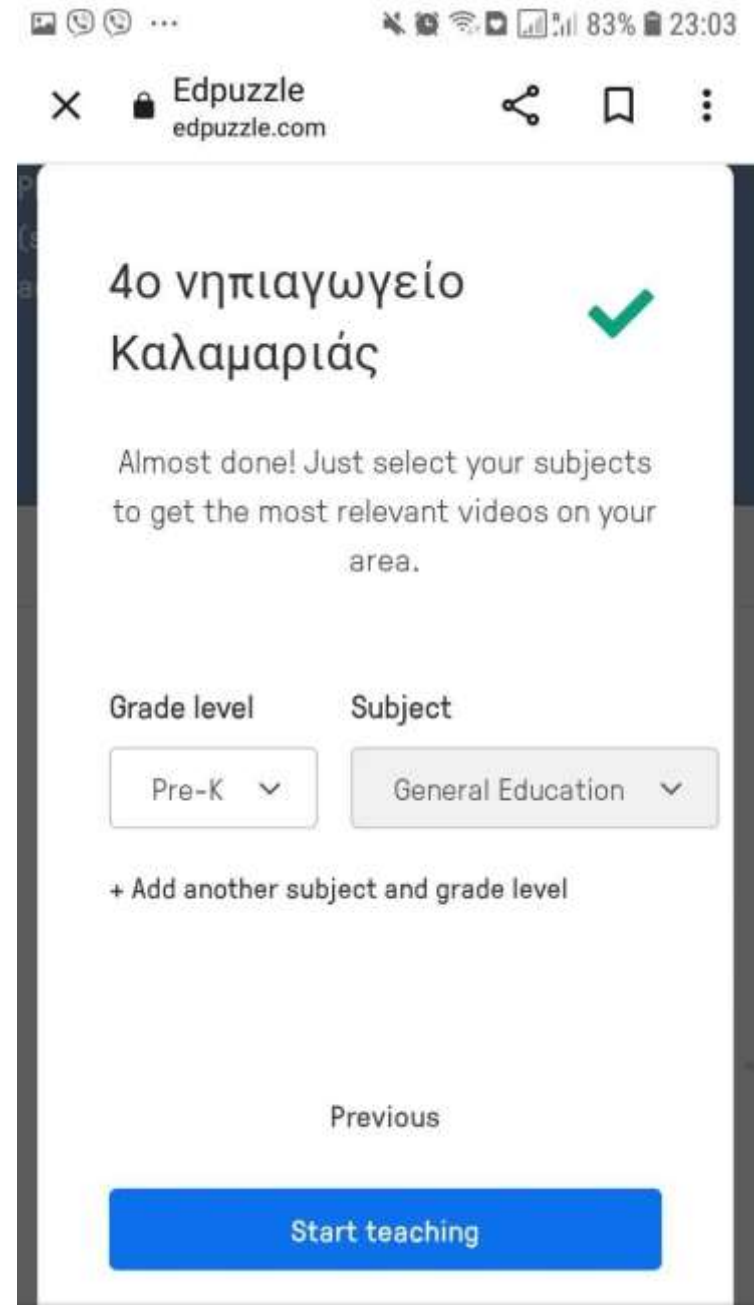 83% 23:03
Edpuzzle
edpuzzle.com
4ο νηπιαγωγείο
Καλαμαριάς
Almost done! Just select your subjects
to get the most relevant videos on your
area.
Grade level Subject
Pre-K General Education
+ Add another subject and grade level
Previous
Start teaching